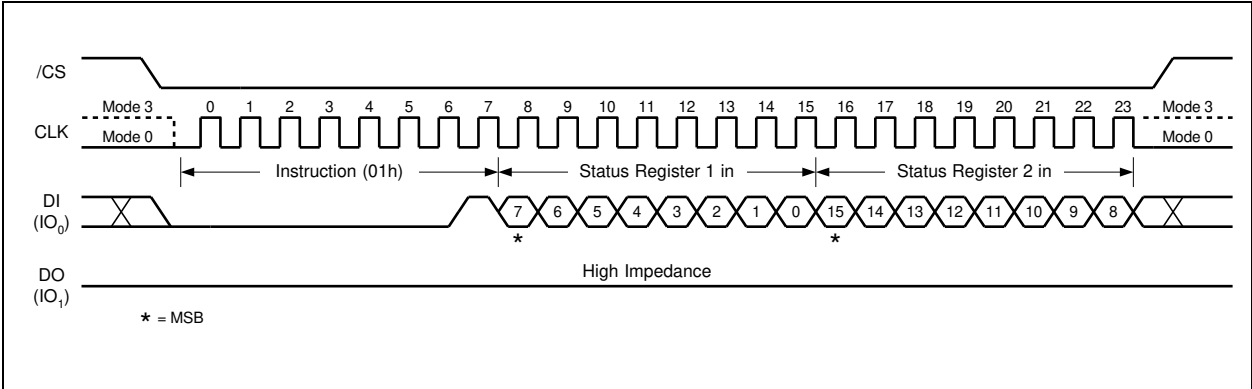 /CS
Mode 3 0 1 2 3 4 5 6 7 8 9 10 11 12 13 14 15 16 17 18 19 20 21 22 23 Mode 3
CLK
Mode 0 Mode 0
Instruction (01h) Status Register 1 in Status Register 2 in
DI
(IO0)
7 6 5 4 3 2 1 0 15 14 13 12 11 10 9 8
* *
High Impedance
DO
(IO1)
* = MSB